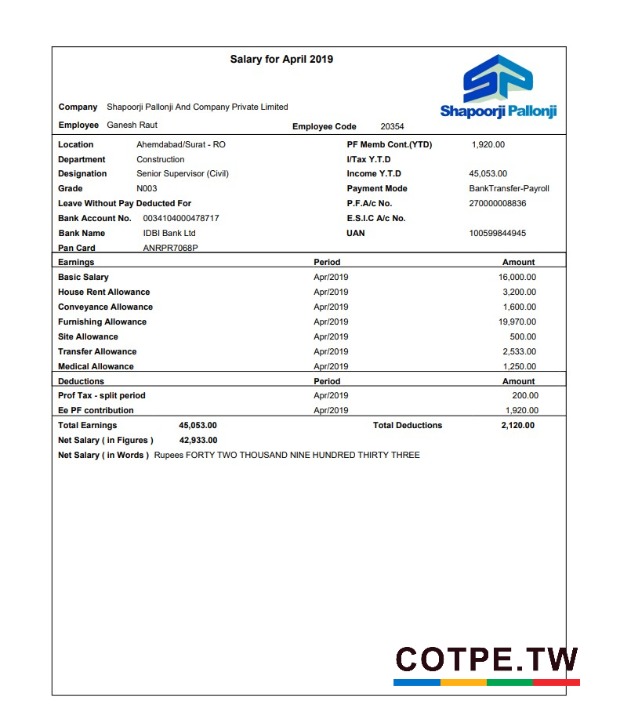 Salary for April 2019
SP
Shapoorji Pallonji
Company Shapoorji Pallonji And Company Private Limited
Employee Ganesh Raut Employee Code 20354
Location Ahemdabad/Surat - RO PF Memb Cont.(YTD) 1,920.00
Department Construction I/Tax Y.T.D
Designation Senior Supervisor (Civil) Income Y.T.D 45,053.00
Grade N003 Payment Mode BankTransfer-Payroll
Leave Without Pay Deducted For P.F.A/c No. 270000008836
Bank Account No. 0034104000478717 E.S.I.C A/c No.
Bank Name IDBI Bank Ltd UAN 100599844945
Pan Card ANRPR7068P
Earnings Period Amount
Basic Salary Apr/2019 16,000.00
House Rent Allowance Apr/2019 3,200.00
Conveyance Allowance Apr/2019 1,600.00
Furnishing Allowance Apr/2019 19,970.00
Site Allowance Apr/2019 500.00
Transfer Allowance Apr/2019 2,533.00
Medical Allowance Apr/2019 1,250.00
Deductions Period Amount
Prof Tax - split period Apr/2019 200.00
Ee PF contribution Apr/2019 1,920.00
Total Earnings 45,053.00 Total Deductions 2,120.00
Net Salary ( in Figures ) 42,933.00
Net Salary ( in Words ) Rupees FORTY TWO THOUSAND NINE HUNDRED THIRTY THREE
COTPE.TW